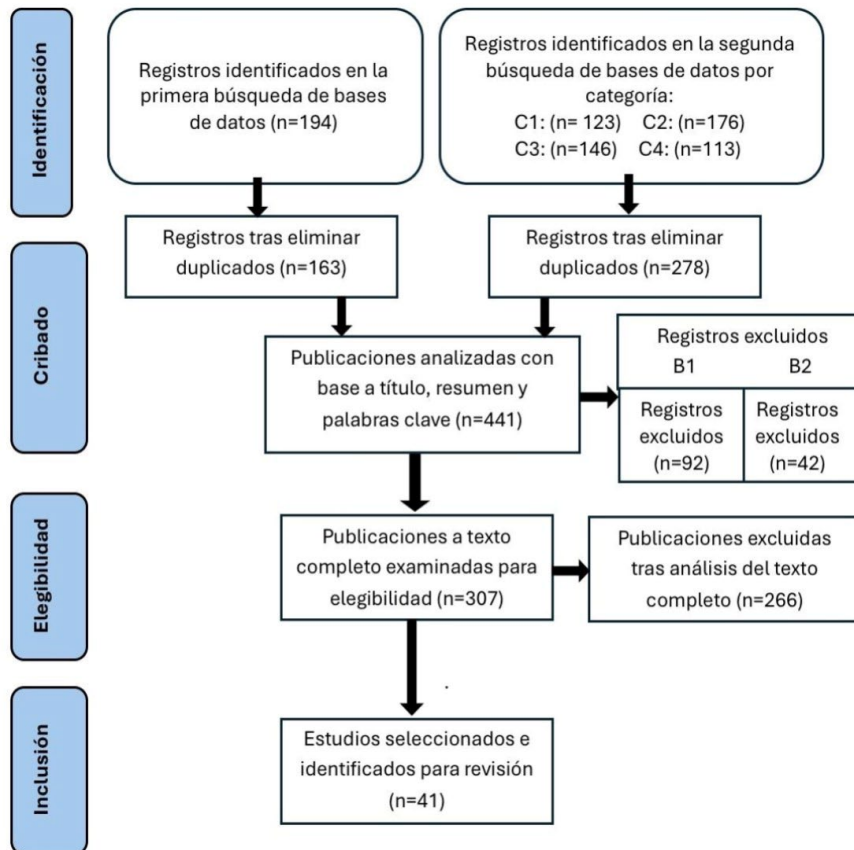 Identificación
Registros identificados en la
primera búsqueda de bases
de datos (n=194)
Registros identificados en la segunda
búsqueda de bases de datos por
categoría:
C1: (n= 123) C2: (n=176)
C3: (n=146) C4: (n=113)
Cribado
Registros tras eliminar
duplicados (n=163)
Registros tras eliminar
duplicados (n=278)
Publicaciones analizadas con
base a título, resumen y
palabras clave (n=441)
Registros excluidos
B1 B2
Registros
excluidos
(n=92)
Registros
excluidos
(n=42)
Elegibilidad
Publicaciones a texto
completo examinadas para
elegibilidad (n=307)
Publicaciones excluidas
tras análisis del texto
completo (n=266)
Inclusión
Estudios seleccionados e
identificados para revisión
(n=41)